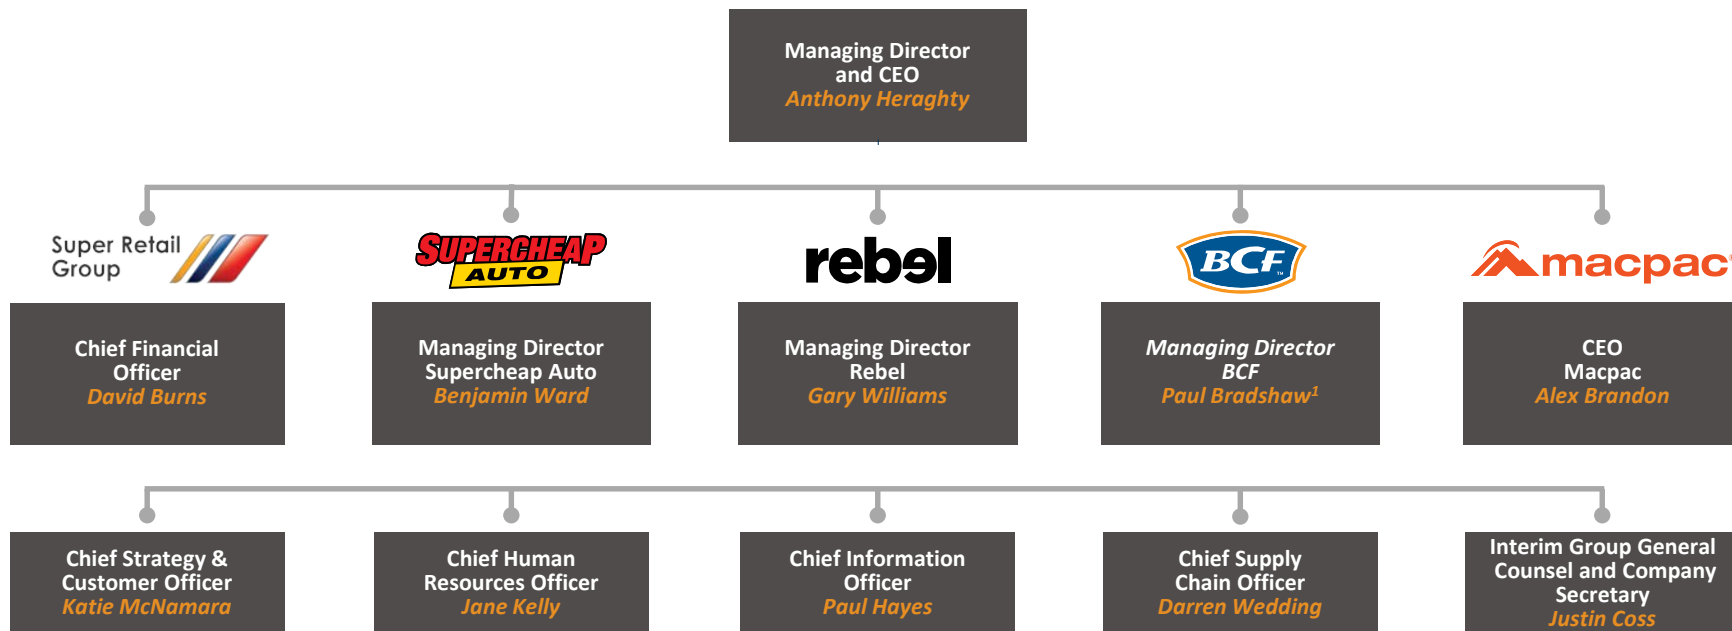 Managing Director
and CEO
Anthony Heraghty
Super Retail
Group
SUPERCHEAP
AUTO
rebel
BCF™
macpac
Chief Financial
Officer
David Burns
Managing Director
Supercheap Auto
Benjamin Ward
Managing Director
Rebel
Gary Williams
Managing Director
BCF
Paul Bradshaw¹
CEO
Macpac
Alex Brandon
Chief Strategy &
Customer Officer
Katie McNamara
Chief Human
Resources Officer
Jane Kelly
Chief Information
Officer
Paul Hayes
Chief Supply
Chain Officer
Darren Wedding
Interim Group General
Counsel and Company
Secretary
Justin Coss